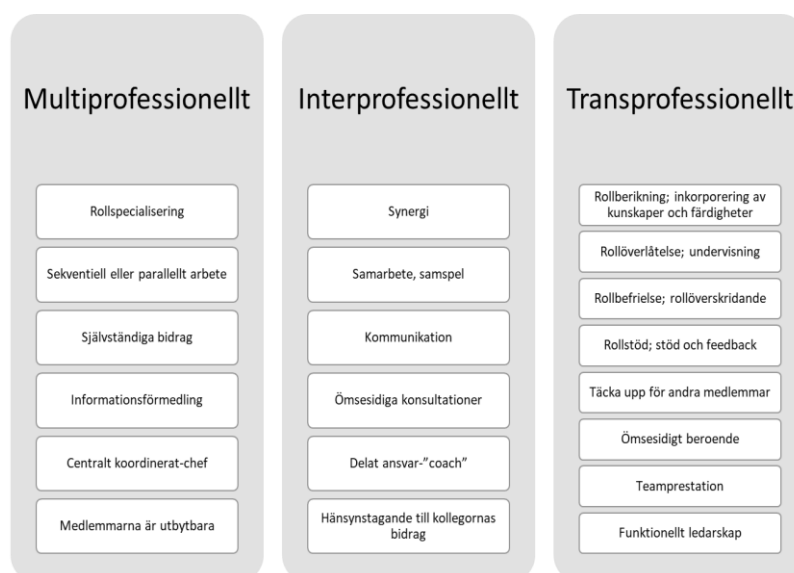 Multiprofessionellt
Rollspecialisering
Sekventiell eller parallellt arbete
Självständiga bidrag
Informationsförmedling
Centralt koordinerat-chef
Medlemmarna är utbytbara
Interprofessionellt
Synergi
Samarbete, samspel
Kommunikation
Ömsesidiga konsultationer
Delat ansvar-”coach”
Hänsynstagande till kollegornas
bidrag
Transprofessionellt
Rollberikning; inkorporering av
kunskaper och färdigheter
Rollöverlåtelse; undervisning
Rollbefrielse; rollöverskridande
Rollstöd; stöd och feedback
Täcka upp för andra medlemmar
Ömsesidigt beroende
Teamprestation
Funktionellt ledarskap